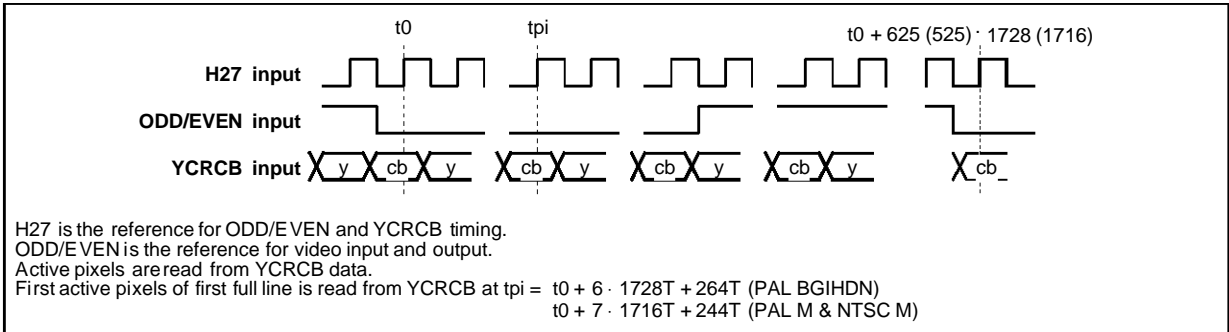 t0 tpi t0 + 625 (525) · 1728 (1716)
H27 input
ODD/EVEN input
YCRCB input y cb y cb y cb y cb y cb
H27 is the reference for ODD/EVEN and YCRCB timing.
ODD/EVEN is the reference for video input and output.
Active pixels are read from YCRCB data.
First active pixels of first full line is read from YCRCB at tpi = t0 + 6 · 1728T + 264T (PAL BGIHDN)
t0 + 7 · 1716T + 244T (PAL M & NTSC M)